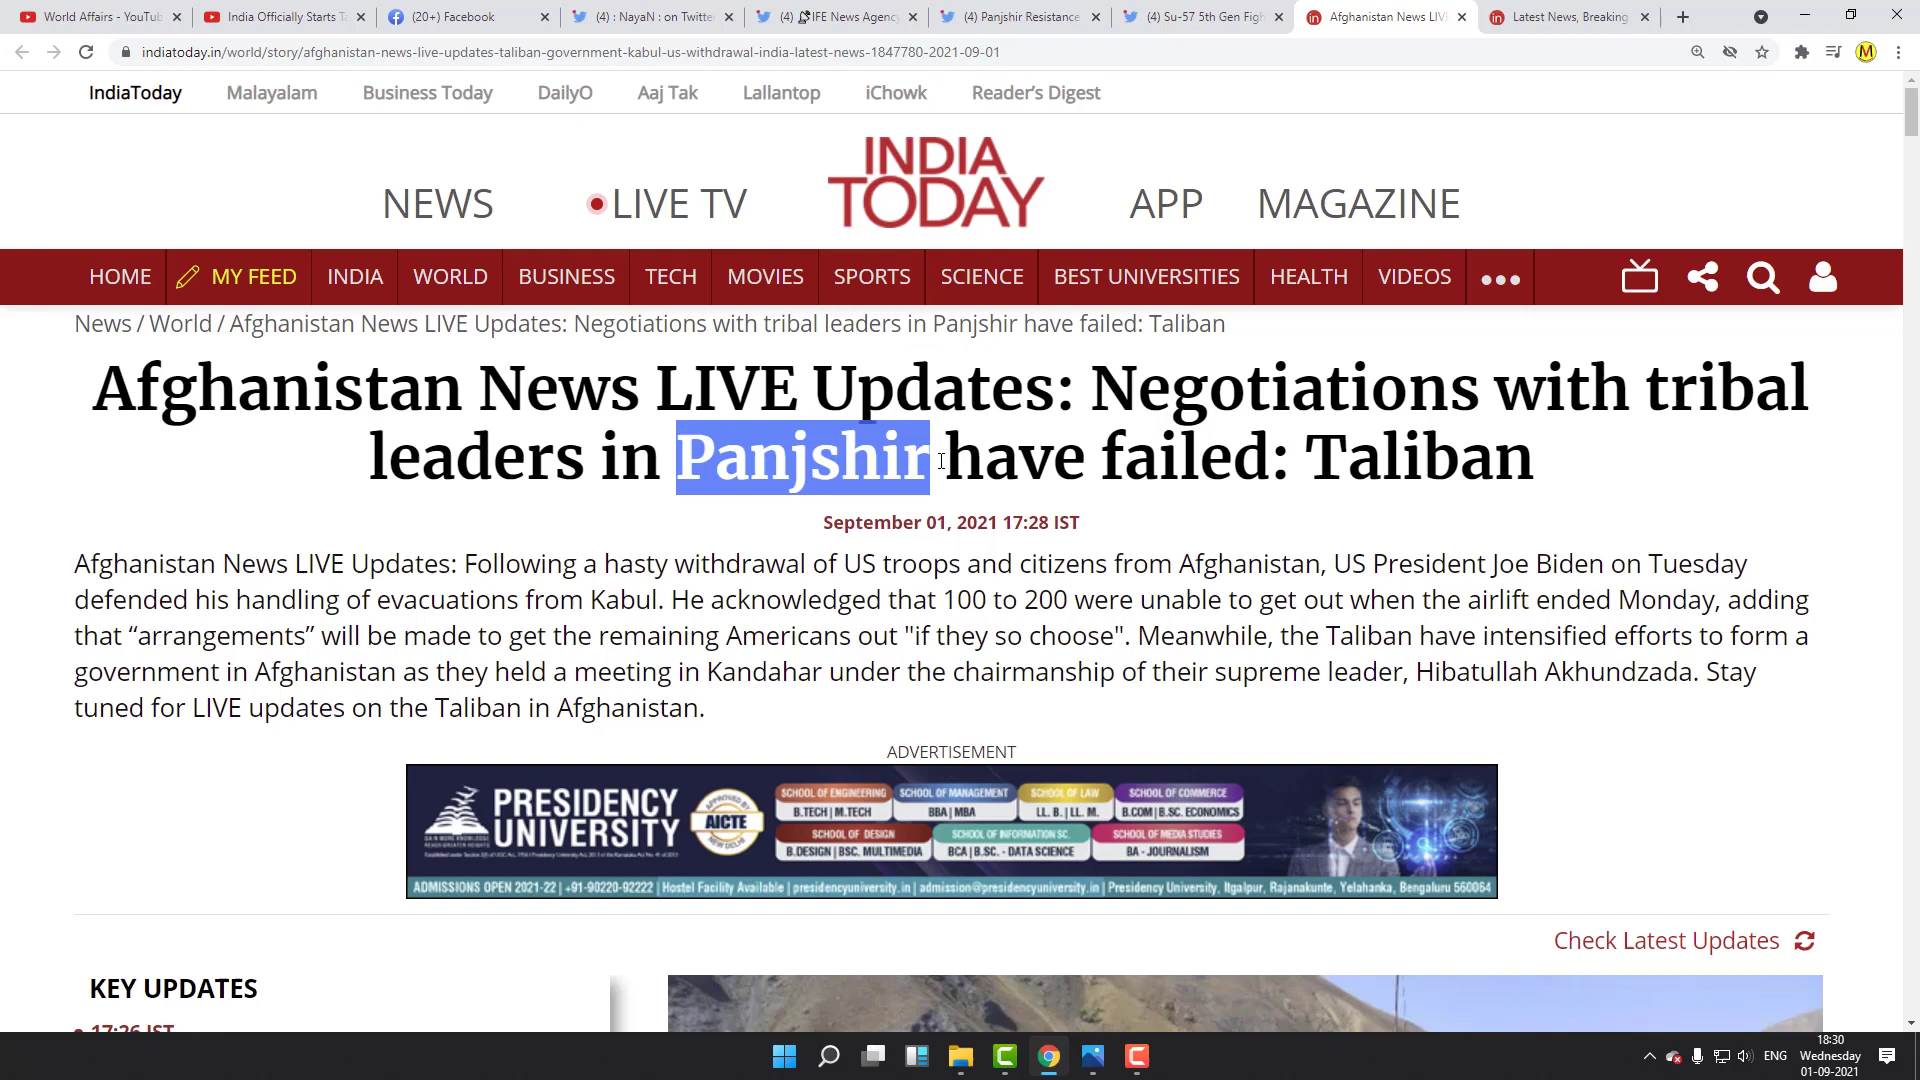 World Affairs - YouTub
India Officially Starts T
(20+) Facebook
(4) : NayaN : on Twitte
(4) IFE News Agency
(4) Panjshir Resistance
(4) Su-57 5th Gen Figh
Afghanistan News LIV
Latest News, Breaking
indiatoday.in/world/story/afghanistan-news-live-updates-taliban-government-kabul-us-withdrawal-india-latest-news-1847780-2021-09-01
M
IndiaToday Malayalam Business Today DailyO Aaj Tak Lallantop iChowk Reader's Digest
NEWS LIVE TV INDIA TODAY APP MAGAZINE
HOME MY FEED INDIA WORLD BUSINESS TECH MOVIES SPORTS SCIENCE BEST UNIVERSITIES HEALTH VIDEOS
News / World / Afghanistan News LIVE Updates: Negotiations with tribal leaders in Panjshir have failed: Taliban
Afghanistan News LIVE Updates: Negotiations with tribal
leaders in Panjshir have failed: Taliban
September 01, 2021 17:28 IST
Afghanistan News LIVE Updates: Following a hasty withdrawal of US troops and citizens from Afghanistan, US President Joe Biden on Tuesday
defended his handling of evacuations from Kabul. He acknowledged that 100 to 200 were unable to get out when the airlift ended Monday, adding
that “arrangements” will be made to get the remaining Americans out "if they so choose". Meanwhile, the Taliban have intensified efforts to form a
government in Afghanistan as they held a meeting in Kandahar under the chairmanship of their supreme leader, Hibatullah Akhundzada. Stay
tuned for LIVE updates on the Taliban in Afghanistan.
ADVERTISEMENT
PRESIDENCY
UNIVERSITY
GAIN MORE KNOWLEDGE
REACH GREATER HEIGHTS
APPROVED BY
AICTE
NEW DELHI
SCHOOL OF ENGINEERING SCHOOL OF MANAGEMENT SCHOOL OF LAW SCHOOL OF COMMERCE
B.TECH | M.TECH BBA | MBA LL. B. | LL. M. B.COM | B.SC. ECONOMICS
SCHOOL OF DESIGN SCHOOL OF INFORMATION SC. SCHOOL OF MEDIA STUDIES
B.DESIGN | BSC. MULTIMEDIA BCA | B.SC. - DATA SCIENCE BA - JOURNALISM
ADMISSIONS OPEN 2021-22 | +91-90220-92222 | Hostel Facility Available | presidencyuniversity.in | admission@presidencyuniversity.in | Presidency University, Itgalpur, Rajanakunte, Yelahanka, Bengaluru 560064
Check Latest Updates
KEY UPDATES
17:26 IST
ENG
18:30
Wednesday
01-09-2021